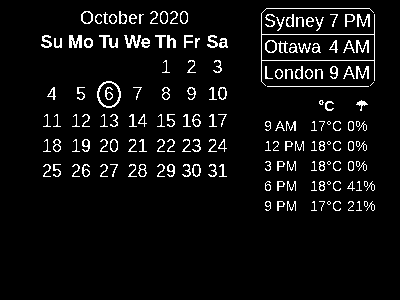 October 2020
Su Mo Tu We Th Fr Sa
1 2 3
4 5 6 7 8 9 10
11 12 13 14 15 16 17
18 19 20 21 22 23 24
25 26 27 28 29 30 31
Sydney 7 PM
Ottawa 4 AM
London 9 AM
°C ☂
9 AM 17°C 0%
12 PM 18°C 0%
3 PM 18°C 0%
6 PM 18°C 41%
9 PM 17°C 21%